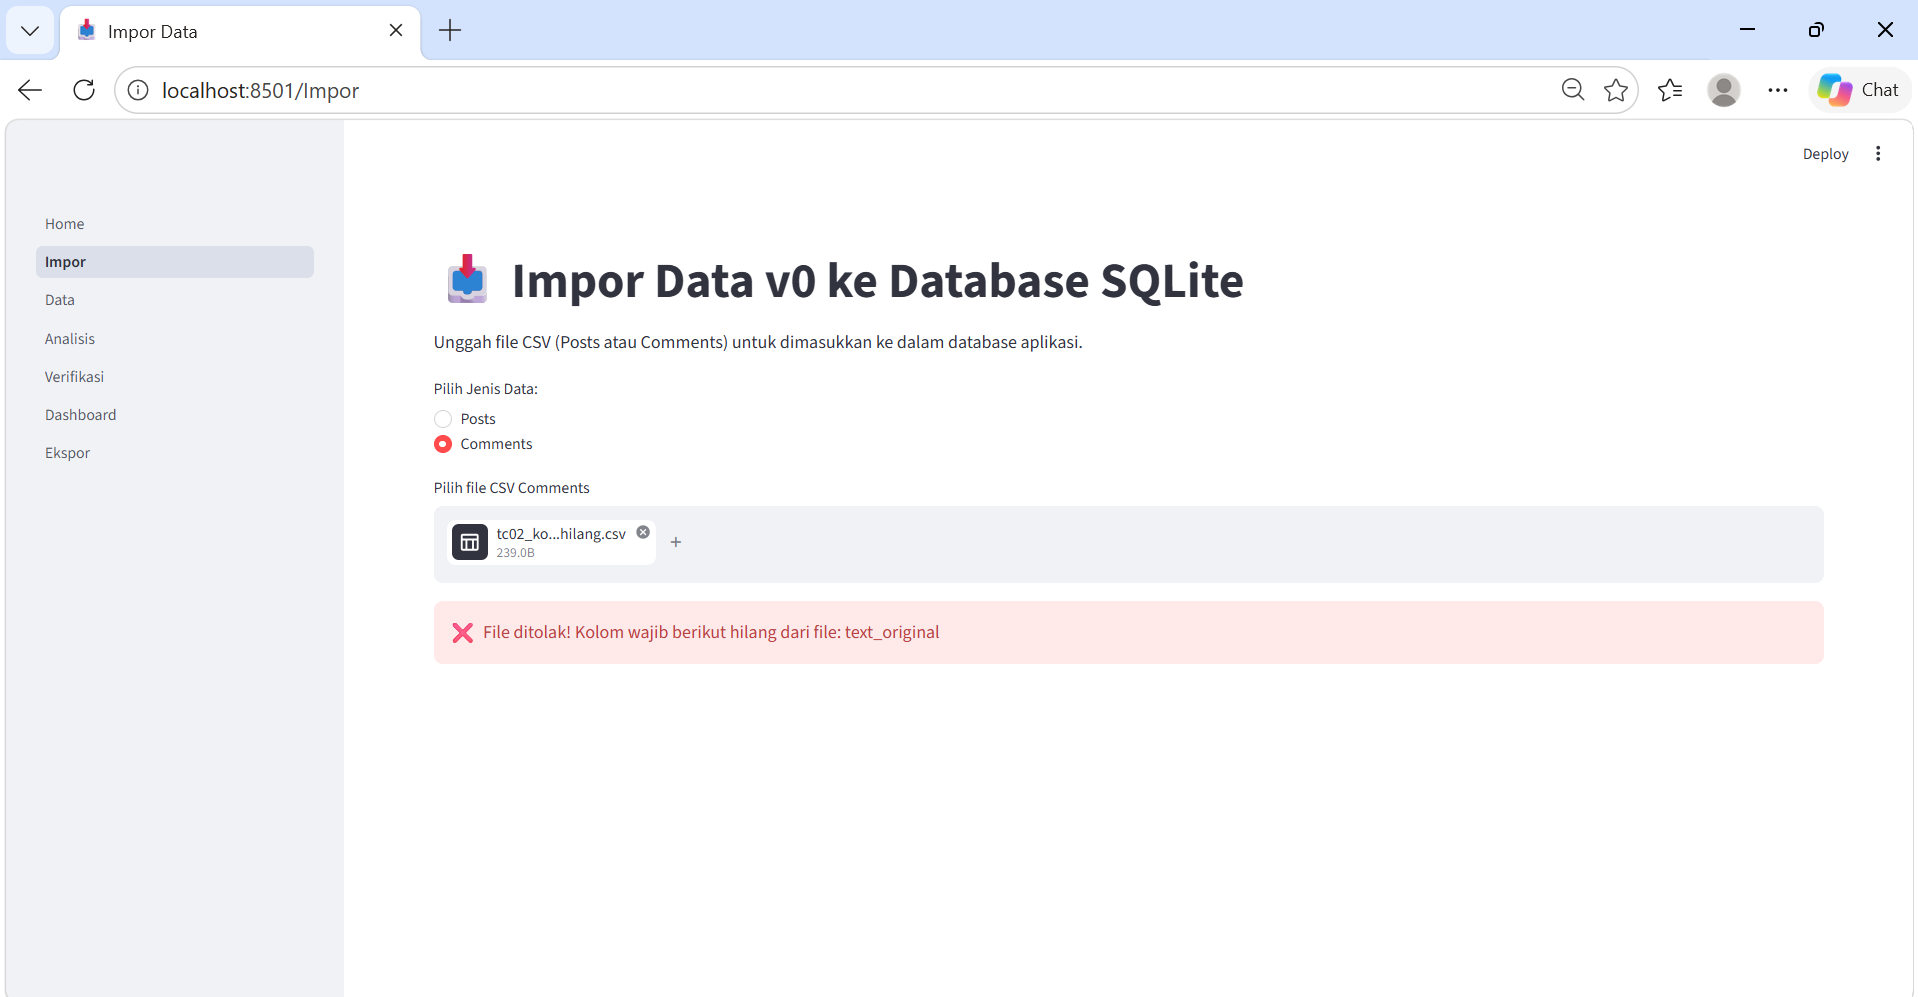 Impor Data
localhost:8501/Impor
Chat
Deploy
Home
Impor
Data
Analisis
Verifikasi
Dashboard
Ekspor
Impor Data v0 ke Database SQLite
Unggah file CSV (Posts atau Comments) untuk dimasukkan ke dalam database aplikasi.
Pilih Jenis Data:
Posts
Comments
Pilih file CSV Comments
tc02_ko...hilang.csv
239.0B
File ditolak! Kolom wajib berikut hilang dari file: text_original